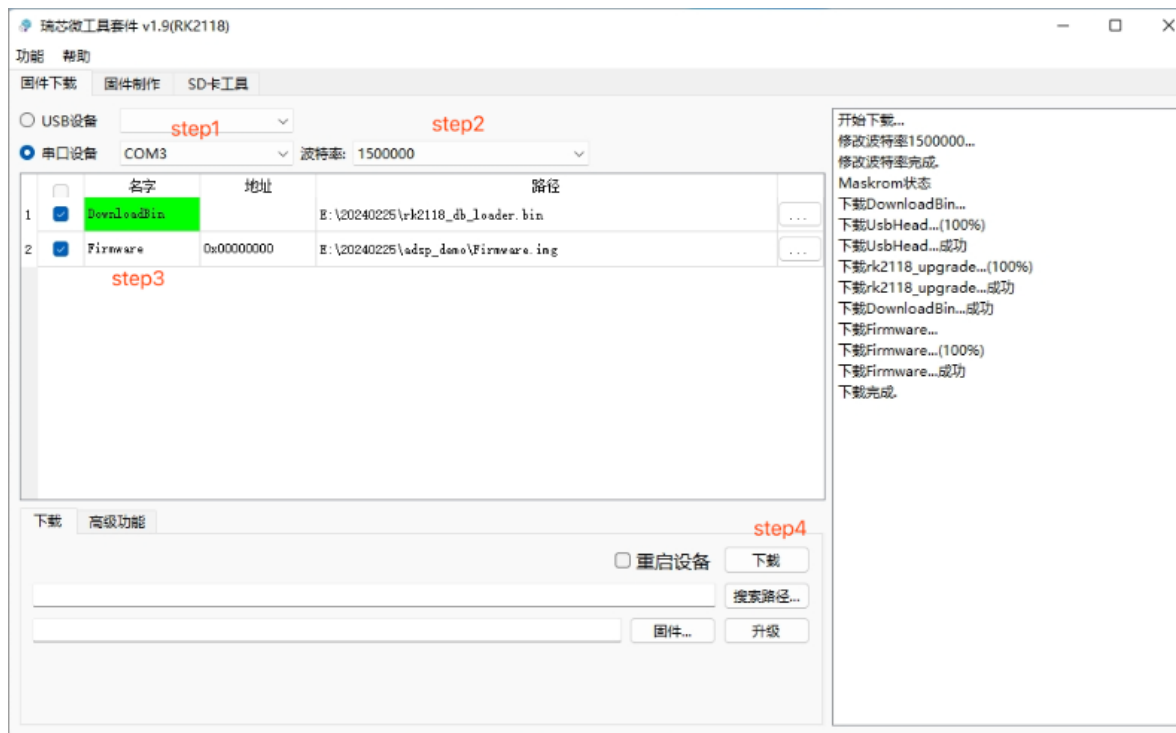 瑞芯微工具套件 v1.9(RK2118)
功能 帮助
固件下载 固件制作 SD卡工具
USB设备
step1 step2
串口设备 COM3 波特率: 1500000
名字 地址 路径
1 DownloadBin E:\20240225\rk2118_db_loader.bin ...
2 Firmware 0x00000000 E:\20240225\adsp_demo\Firmware.img ...
step3
下载 高级功能
step4
重启设备 下载
搜索路径...
固件... 升级
开始下载...
修改波特率1500000...
修改波特率完成.
Maskrom状态
下载DownloadBin...
下载UsbHead...(100%)
下载UsbHead...成功
下载rk2118_upgrade...(100%)
下载rk2118_upgrade...成功
下载DownloadBin...成功
下载Firmware...
下载Firmware...(100%)
下载Firmware...成功
下载完成.